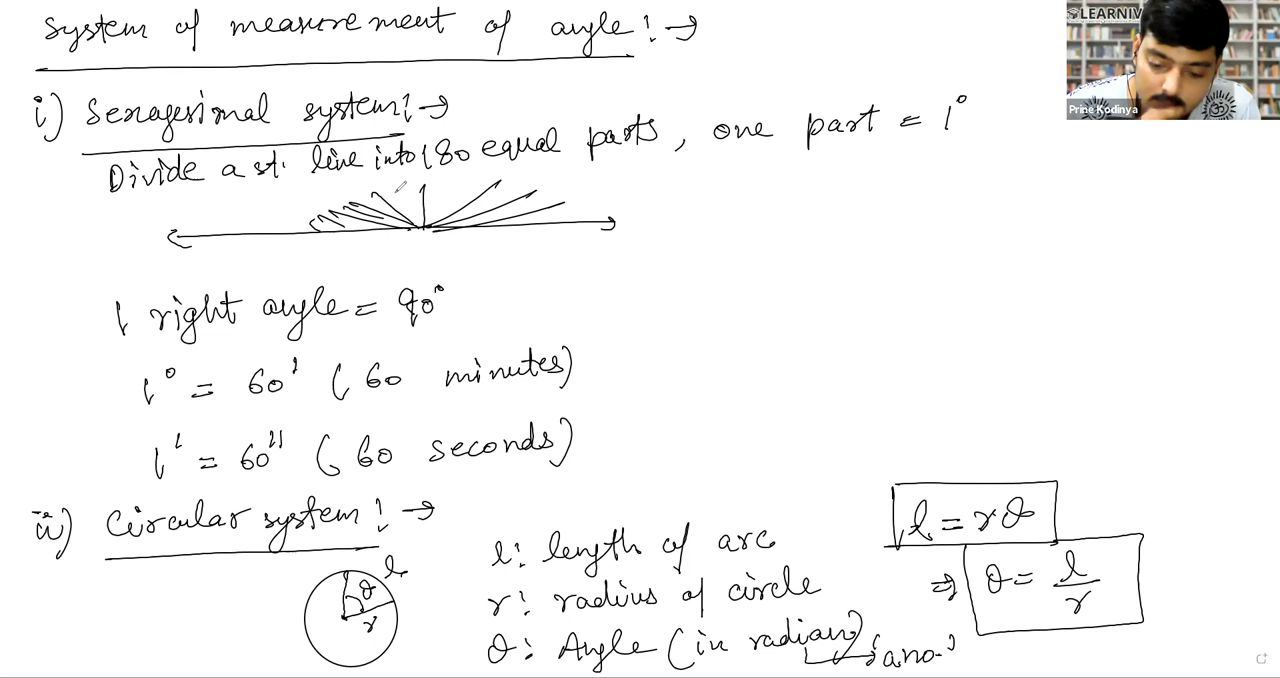 System of measurement of angle :→
LEARNIV
Prine Kodinya
i) Sexagesimal system :→
Divide a st. line into 180 equal parts, one part = 1°
1 right angle = 90°
1° = 60' (60 minutes)
1' = 60'' (60 seconds)
ii) Circular system :→
l θ r
l : length of arc
r : radius of circle
θ : Angle (in radian)
l = rθ
⇒ θ = l/r